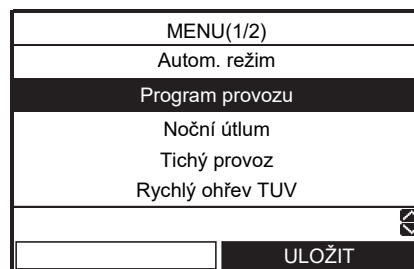 MENU(1/2)
Autom. režim
Program provozu
Noční útlum
Tichý provoz
Rychlý ohřev TUV
ULOŽIT